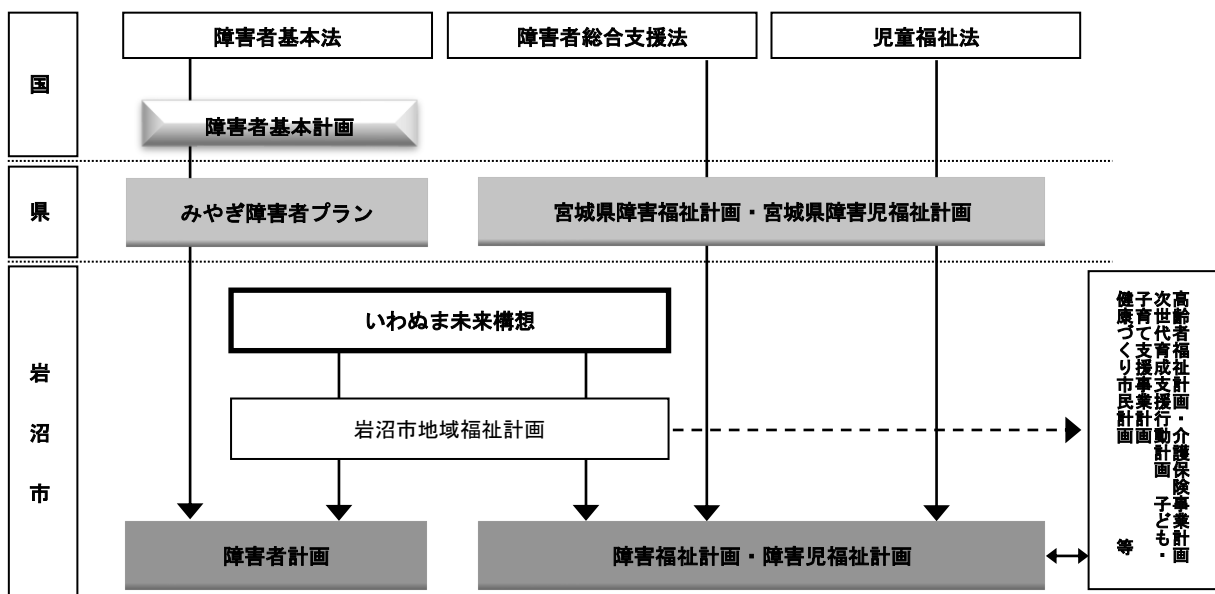 国
障害者基本法
障害者総合支援法
児童福祉法
障害者基本計画
県
みやぎ障害者プラン
宮城県障害福祉計画・宮城県障害児福祉計画
岩沼市
いわぬま未来構想
岩沼市地域福祉計画
障害者計画
障害福祉計画・障害児福祉計画
高齢者福祉計画・介護保険事業計画
次世代育成支援行動計画 子ども・
子育て支援事業計画
健康づくり市民計画 等